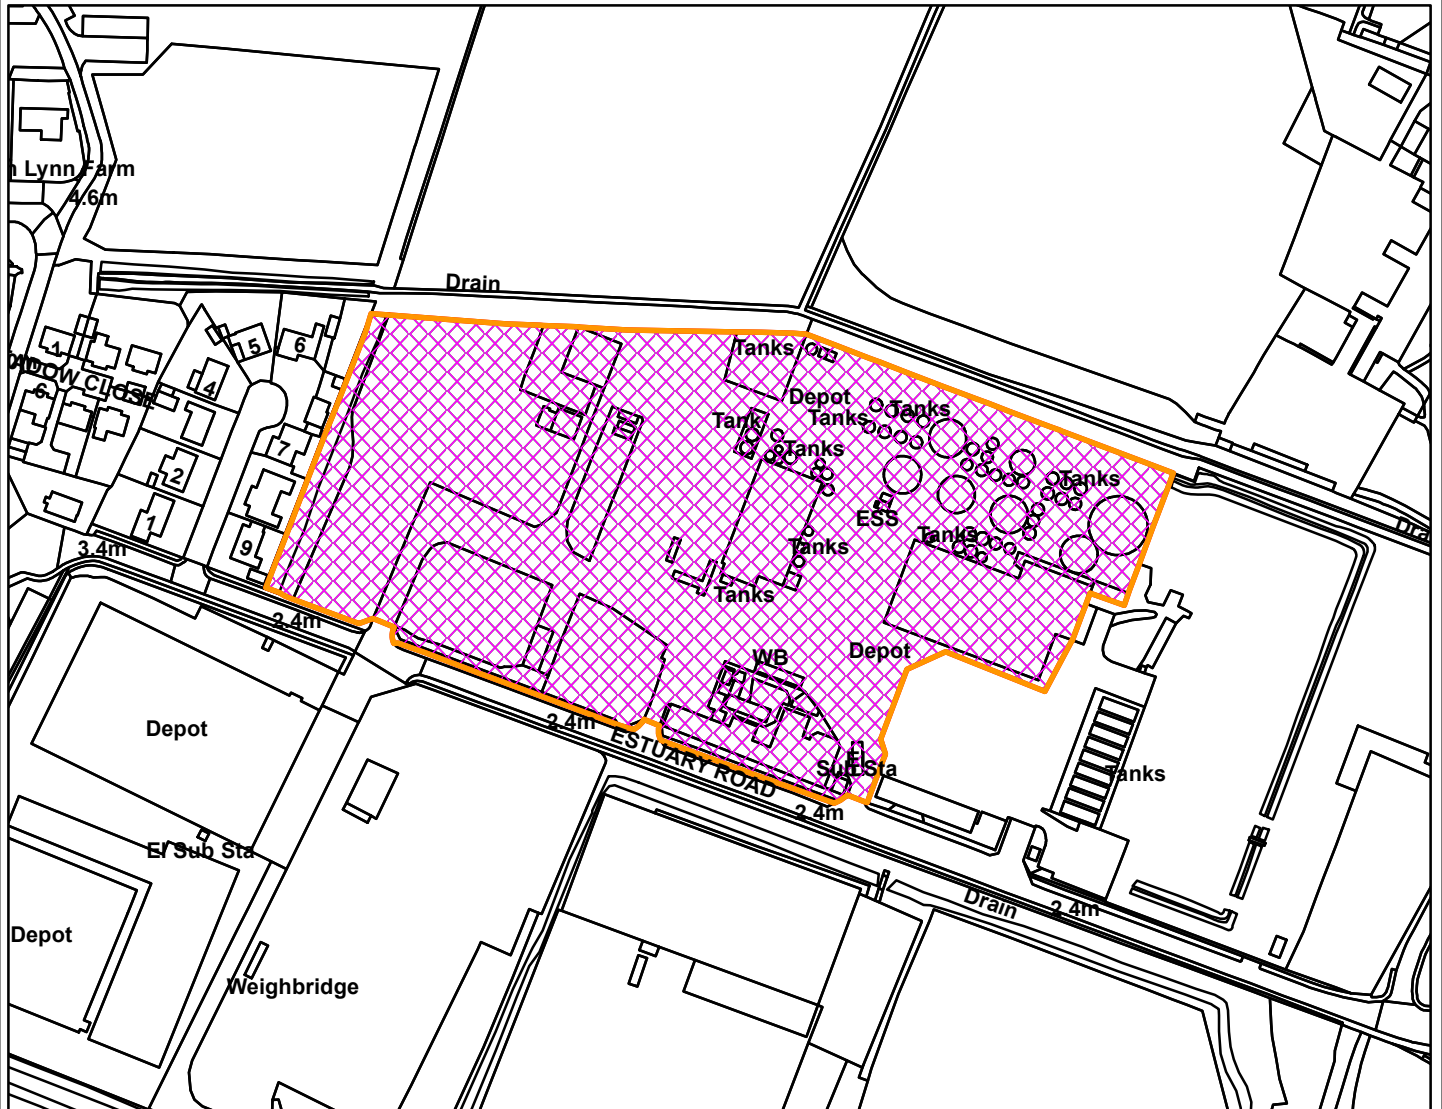 Lynn Farm
4.6m
Drain
1
5
6
Tanks
6
4
CLOSE
Depot
Tanks
Tanks
Tank
Tanks
7
2
Tanks
1
ESS
Tanks
Dra
3.4m
9
Tanks
Tanks
2.4m
WB
Depot
2.4m
Depot
ESTUARY ROAD
El
Sub Sta
Tanks
2.4m
El Sub Sta
Drain
2.4m
Depot
Weighbridge